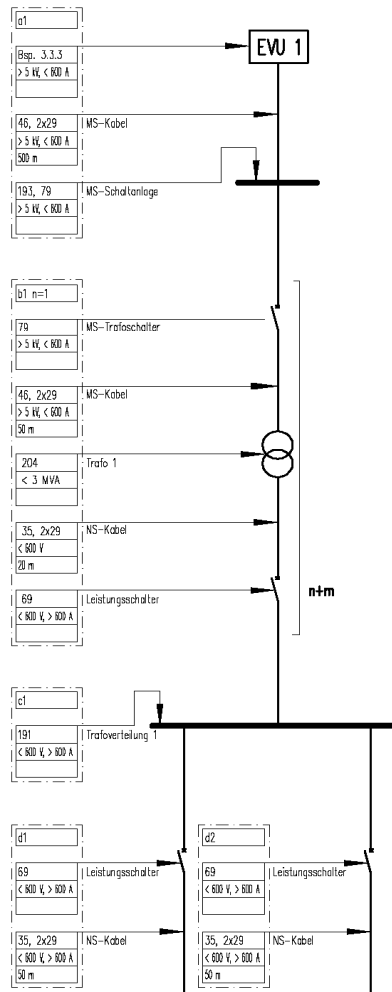 a1
EVU 1
Bsp. 3.3.3
> 5 kV, < 600 A
46, 2x29 MS-Kabel
> 5 kV, < 600 A
500 m
193, 79 MS-Schaltanlage
> 5 kV, < 600 A
b1 n=1
79 MS-Trafoschalter
> 5 kV, < 600 A
46, 2x29 MS-Kabel
> 5 kV, < 600 A
50 m
204 Trafo 1
< 3 MVA
35, 2x29 NS-Kabel
< 600 V
20 m
n+m
69 Leistungsschalter
< 600 V, > 600 A
c1
191 Trafoverteilung 1
< 600 V, > 600 A
d1 d2
69 Leistungsschalter 69 Leistungsschalter
< 600 V, > 600 A < 600 V, > 600 A
35, 2x29 NS-Kabel 35, 2x29 NS-Kabel
< 600 V, > 600 A < 600 V, > 600 A
50 m 50 m